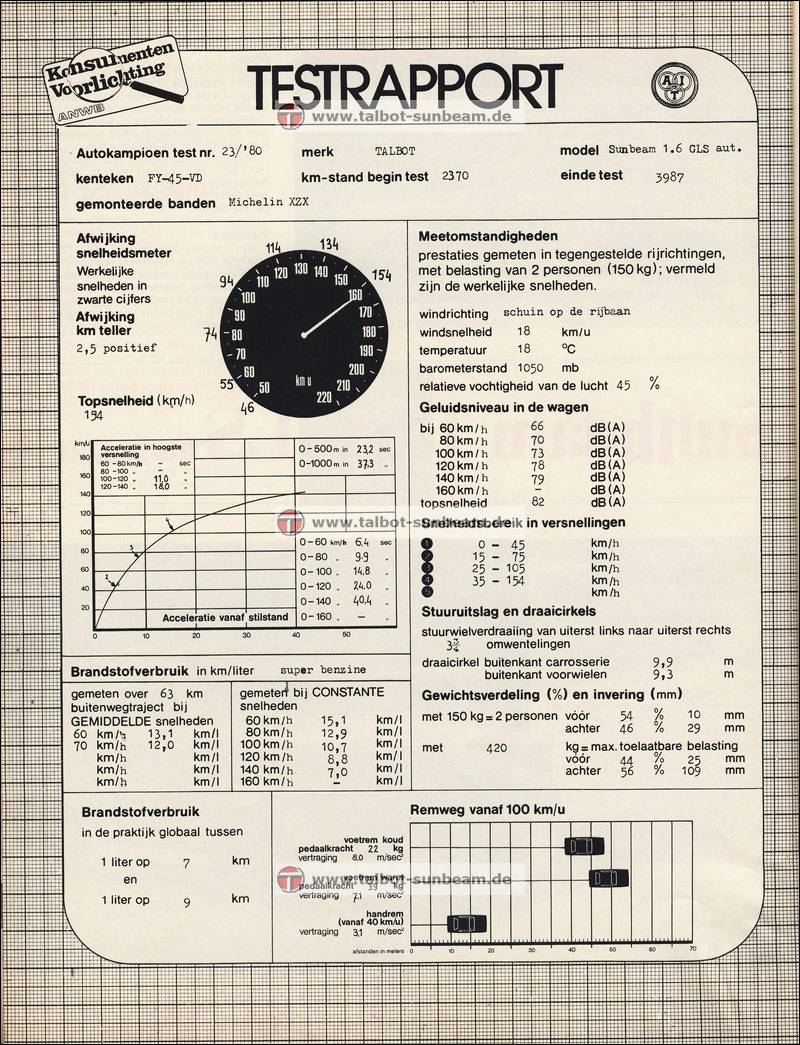 Konsumenten
Voorlichting
ANWB
TESTRAPPORT
AIT
www.talbot-sunbeam.de
Autokampioen test nr. 23/'80 merk TALBOT model Sunbeam 1.6 GLS aut.
kenteken FY-45-VD km-stand begin test 2370 einde test 3987
gemonteerde banden Michelin XZX
Afwijking
snelheidsmeter
Werkelijke
snelheden in
zwarte cijfers
Afwijking
km teller
2,5 positief
Topsnelheid (km/h)
154
46 55 74 94 114 134 154
50 60 70 80 90 100 110 120 130 140 150 160 170 180 190 200 210 220
km u
Meetomstandigheden
prestaties gemeten in tegengestelde rijrichtingen,
met belasting van 2 personen (150 kg); vermeld
zijn de werkelijke snelheden.
windrichting schuin op de rijbaan
windsnelheid 18 km/u
temperatuur 18 °C
barometerstand 1050 mb
relatieve vochtigheid van de lucht 45 %
Geluidsniveau in de wagen
bij 60 km/h 66 dB(A)
80 km/h 70 dB(A)
100 km/h 73 dB(A)
120 km/h 78 dB(A)
140 km/h 79 dB(A)
160 km/h – dB(A)
topsnelheid 82 dB(A)
km/u
180
160
140
120
100
80
60
40
20
0 10 20 30 40 50
Acceleratie in hoogste
versnelling
60 - 80 km/h – sec
80 - 100 „ – „
100-120 „ 11,0 „
120-140 „ 18,0 „
0-500 m in 23,2 sec
0-1000 m in 37,3 „
2
3
0-60 km/h 6,4 sec
0-80 „ 9,9 „
0-100 „ 14,8 „
0-120 „ 24,0 „
0-140 „ 40,4 „
0-160 „ – „
Acceleratie vanaf stilstand
www.talbot-sunbeam.de
Snelheidsbereik in versnellingen
1 0 - 45 km/h
2 15 - 75 km/h
3 25 - 105 km/h
4 35 - 154 km/h
5 km/h
Stuuruitslag en draaicirkels
stuurwielverdraaiing van uiterst links naar uiterst rechts
3¾ omwentelingen
draaicirkel buitenkant carrosserie 9,9 m
buitenkant voorwielen 9,3 m
Gewichtsverdeling (%) en invering (mm)
met 150 kg = 2 personen vóór 54 % 10 mm
achter 46 % 29 mm
met 420 kg = max. toelaatbare belasting
vóór 44 % 25 mm
achter 56 % 109 mm
Brandstofverbruik in km/liter super benzine
gemeten over 63 km
buitenwegtraject bij
GEMIDDELDE snelheden
60 km/h 13,1 km/l
70 km/h 12,0 km/l
km/h km/l
km/h km/l
km/h km/l
gemeten bij CONSTANTE
snelheden
60 km/h 15,1 km/l
80 km/h 12,9 km/l
100 km/h 10,7 km/l
120 km/h 8,8 km/l
140 km/h 7,0 km/l
160 km/h – km/l
Brandstofverbruik
in de praktijk globaal tussen
1 liter op 7 km
en
1 liter op 9 km
Remweg vanaf 100 km/u
voetrem koud
pedaalkracht 22 kg
vertraging 8,0 m/sec²
voetrem warm
pedaalkracht 39 kg
vertraging 7,1 m/sec²
www.talbot-sunbeam.de
handrem
(vanaf 40 km/u)
vertraging 3,1 m/sec²
afstanden in meters 0 10 20 30 40 50 60 70